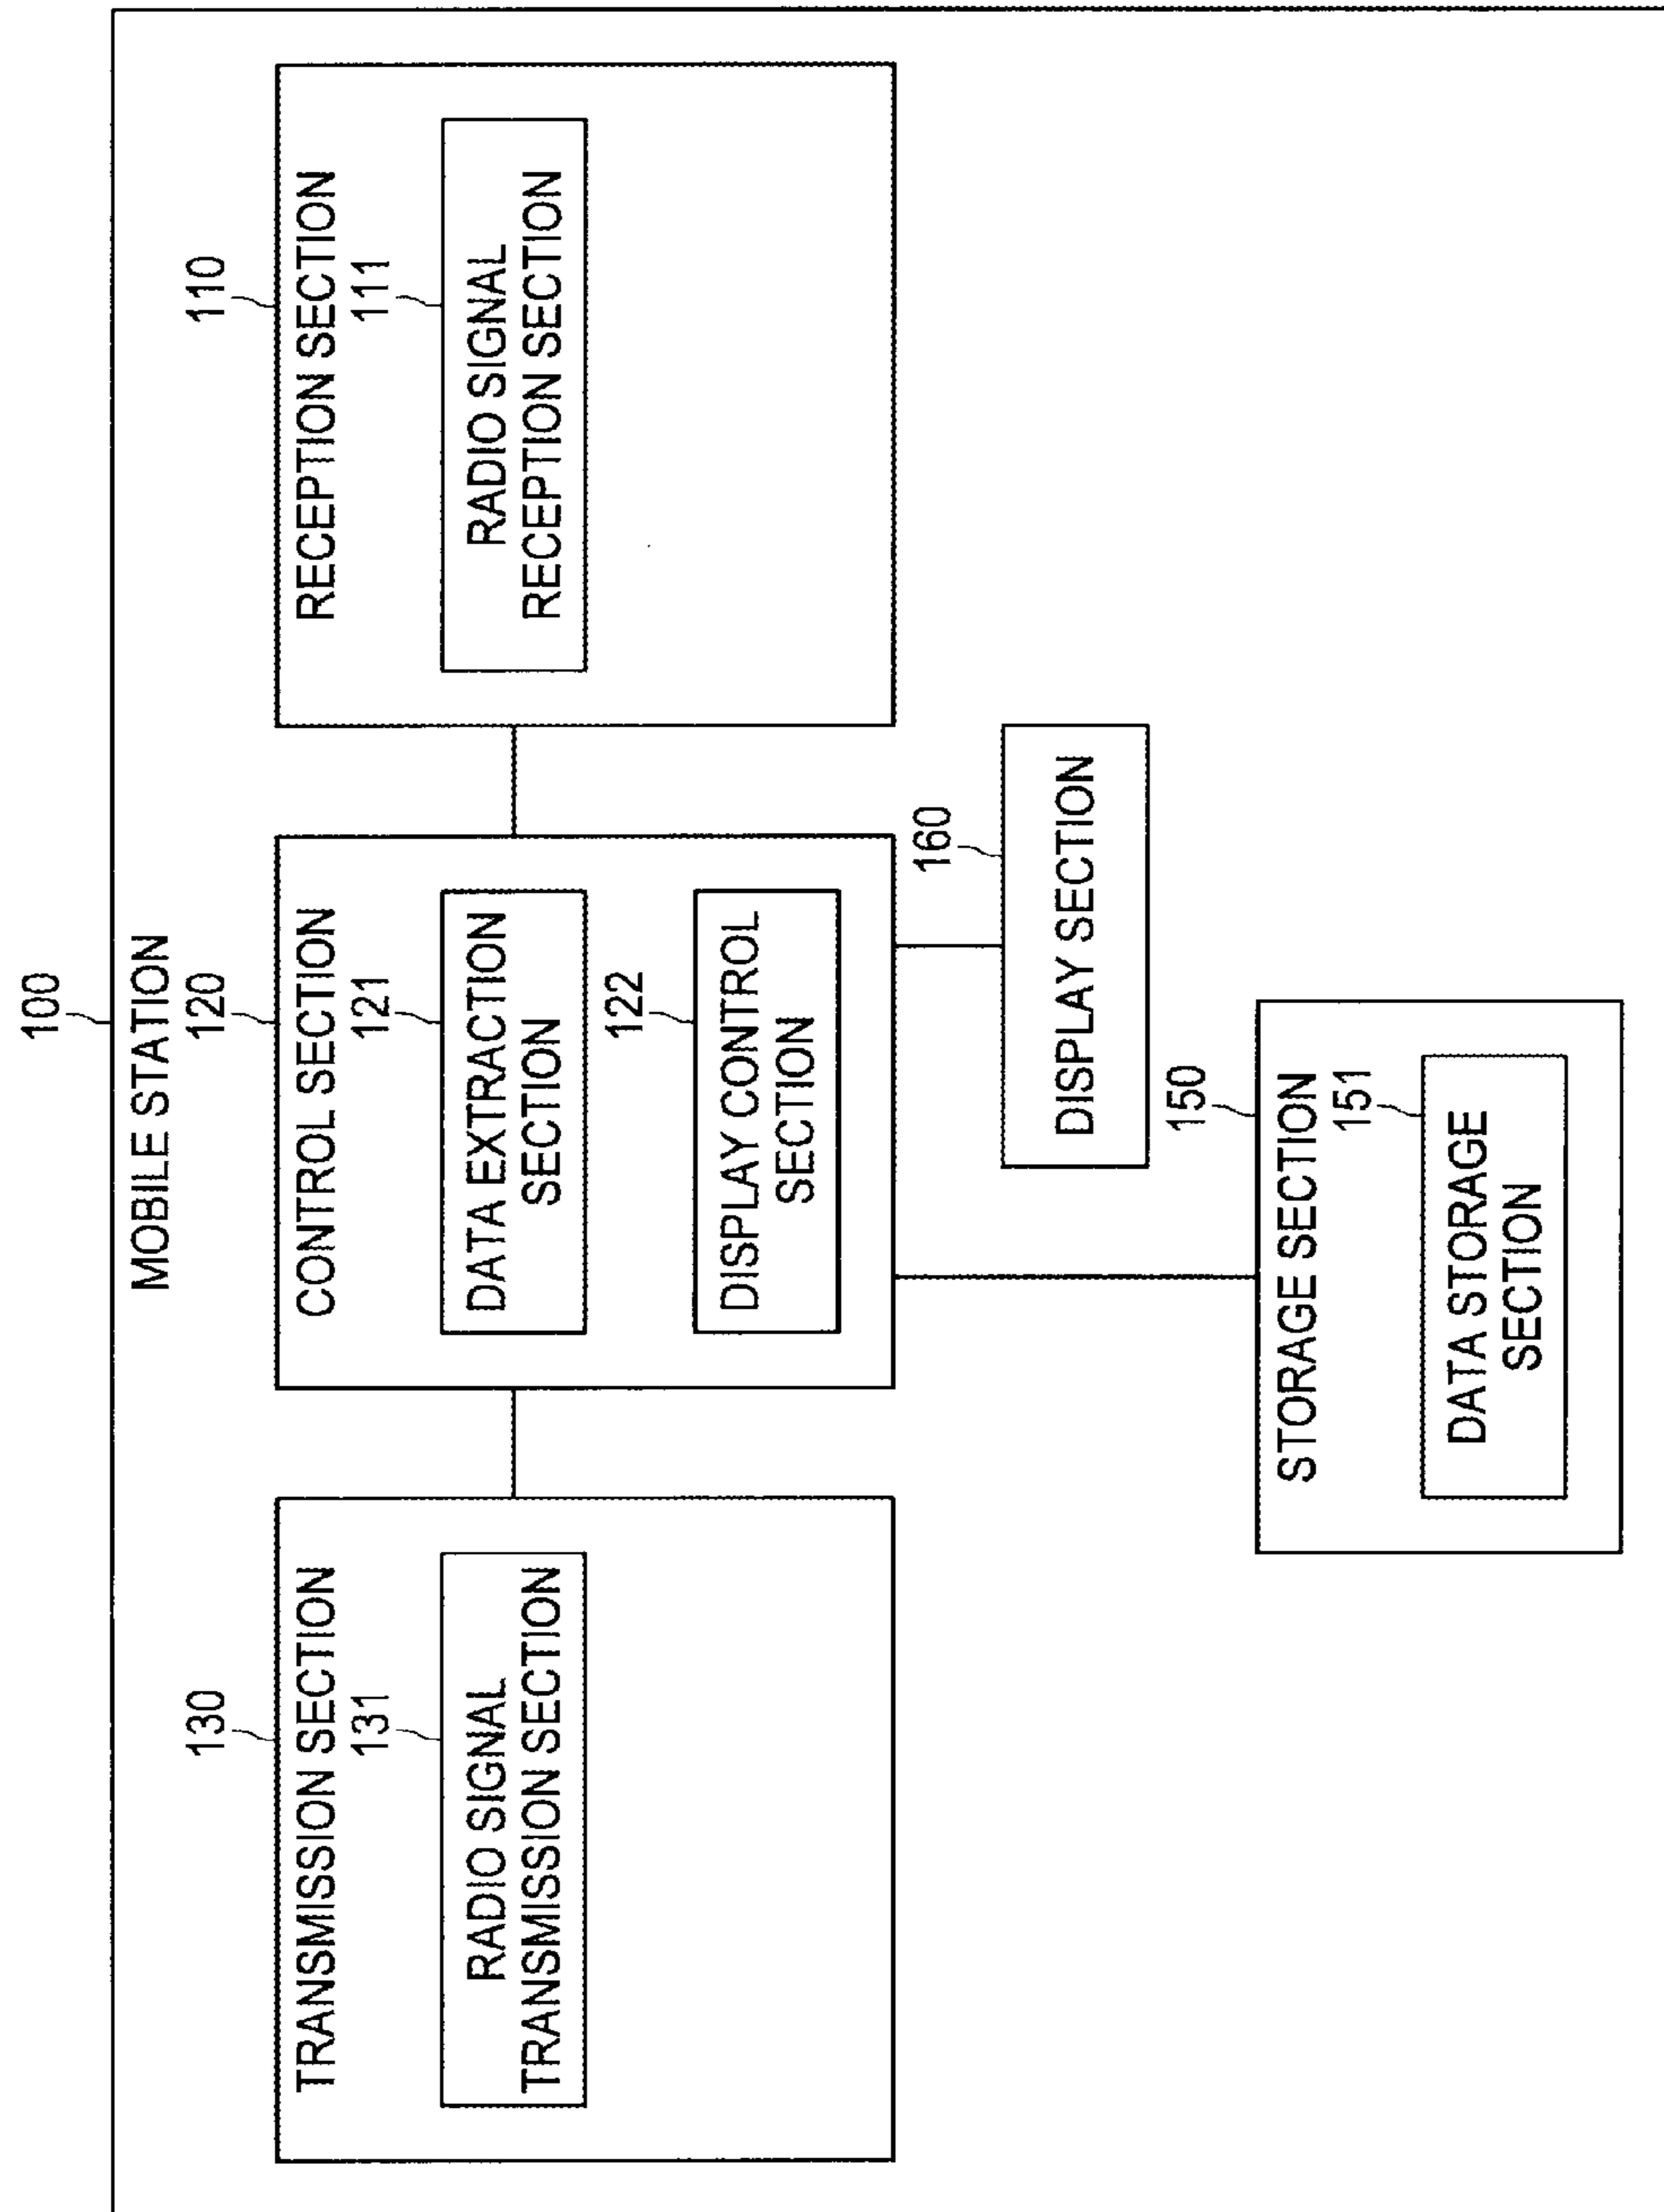 100
MOBILE STATION
130
TRANSMISSION SECTION
131
RADIO SIGNAL
TRANSMISSION SECTION
120
CONTROL SECTION
121
DATA EXTRACTION
SECTION
122
DISPLAY CONTROL
SECTION
110
RECEPTION SECTION
111
RADIO SIGNAL
RECEPTION SECTION
160
DISPLAY SECTION
150
STORAGE SECTION
151
DATA STORAGE
SECTION